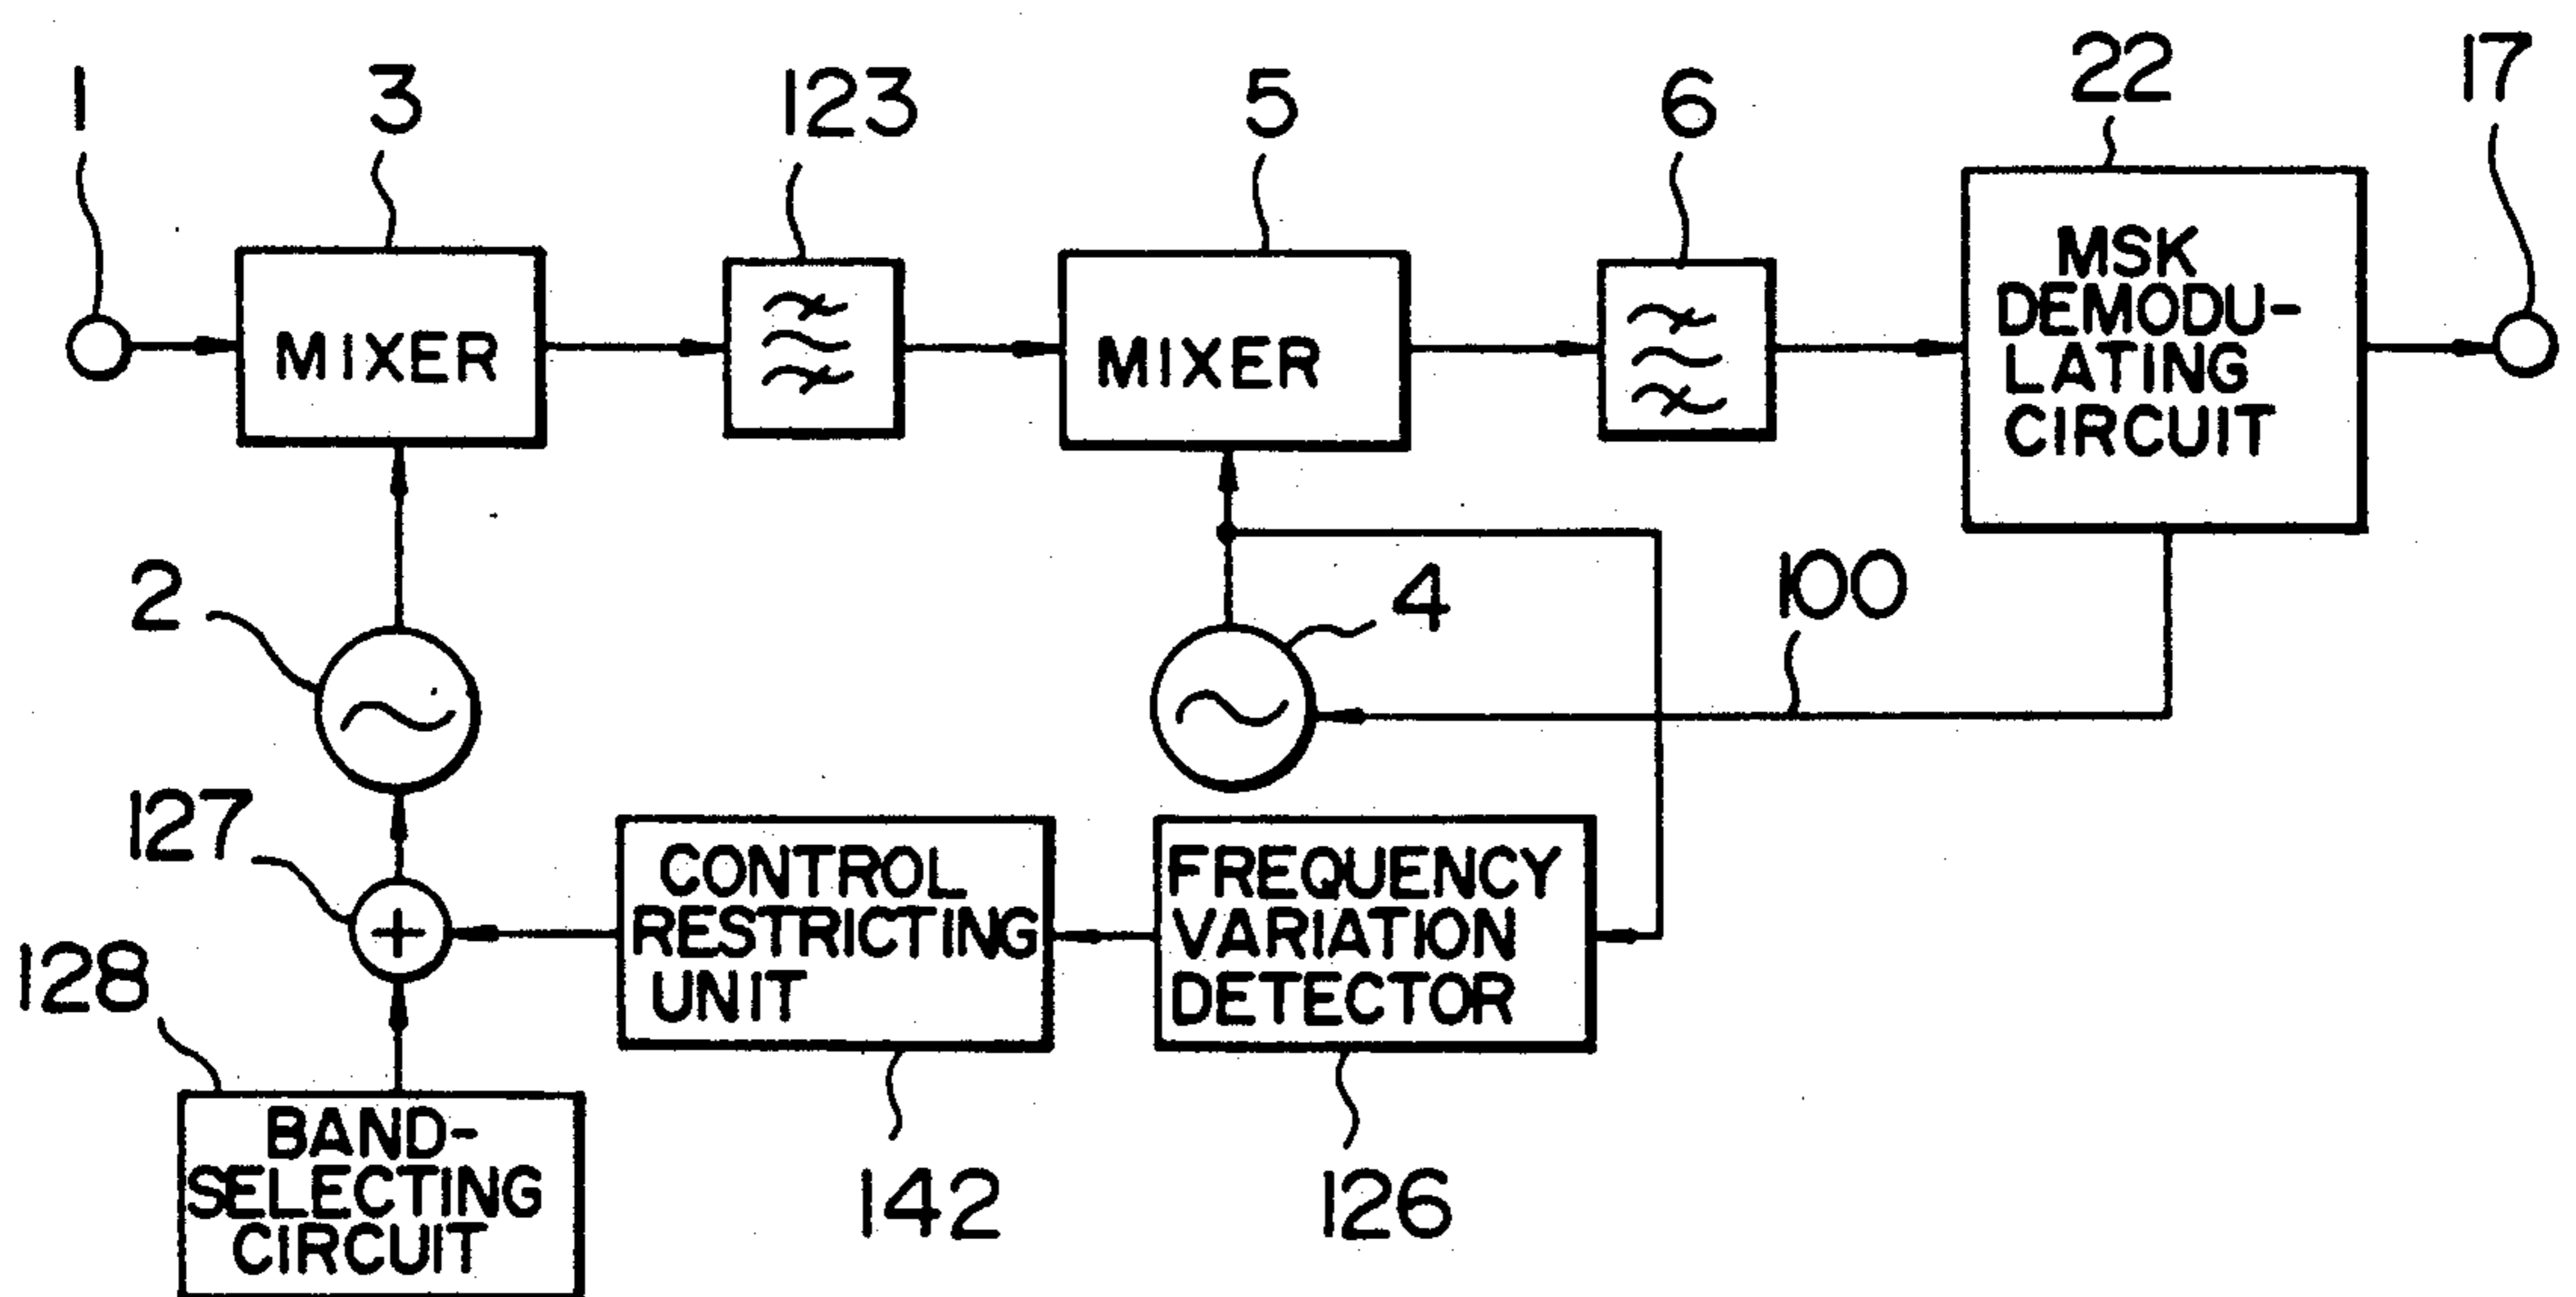 1
3
123
5
6
22
17
MIXER
MIXER
MSK
DEMODU-
LATING
CIRCUIT
2
4
100
127
+
CONTROL
RESTRICTING
UNIT
FREQUENCY
VARIATION
DETECTOR
128
BAND-
SELECTING
CIRCUIT
142
126